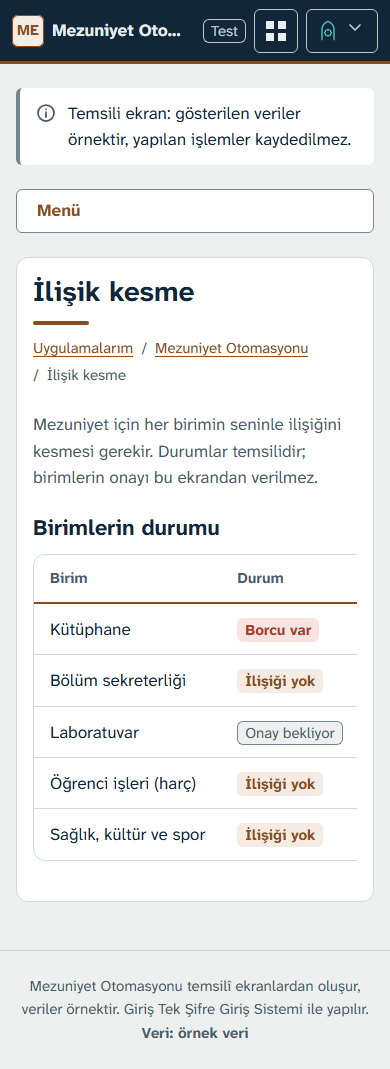 ME Mezuniyet Oto... Test
Temsili ekran: gösterilen veriler
örnektir, yapılan işlemler kaydedilmez.
Menü
İlişik kesme
Uygulamalarım / Mezuniyet Otomasyonu
/ İlişik kesme
Mezuniyet için her birimin seninle ilişiğini
kesmesi gerekir. Durumlar temsilidir;
birimlerin onayı bu ekrandan verilmez.
Birimlerin durumu
Birim Durum
Kütüphane Borcu var
Bölüm sekreterliği İlişiği yok
Laboratuvar Onay bekliyor
Öğrenci işleri (harç) İlişiği yok
Sağlık, kültür ve spor İlişiği yok
Mezuniyet Otomasyonu temsilî ekranlardan oluşur,
veriler örnektir. Giriş Tek Şifre Giriş Sistemi ile yapılır.
Veri: örnek veri